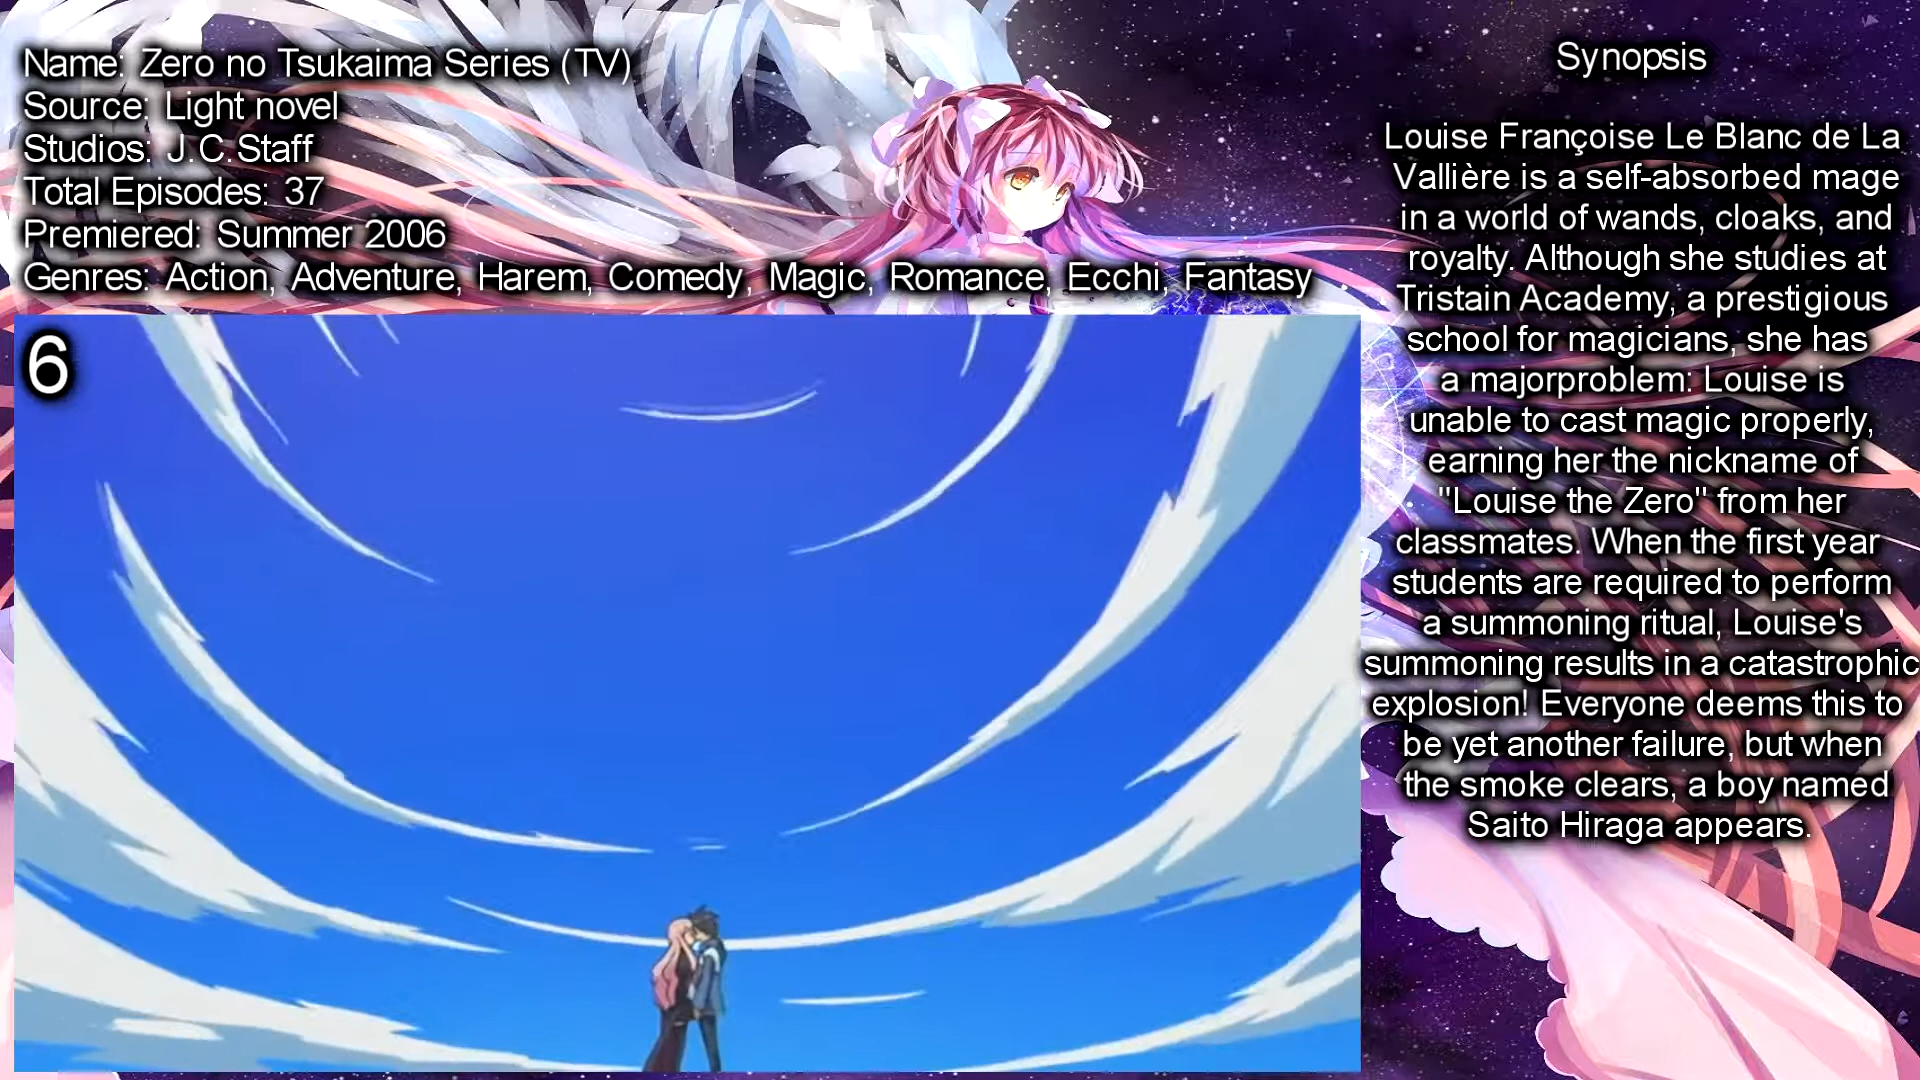 Name: Zero no Tsukaima Series (TV)
Source: Light novel
Studios: J.C.Staff
Total Episodes: 37
Premiered: Summer 2006
Genres: Action, Adventure, Harem, Comedy, Magic, Romance, Ecchi, Fantasy
6
Synopsis
Louise Françoise Le Blanc de La
Vallière is a self-absorbed mage
in a world of wands, cloaks, and
royalty. Although she studies at
Tristain Academy, a prestigious
school for magicians, she has
a majorproblem: Louise is
unable to cast magic properly,
earning her the nickname of
"Louise the Zero" from her
classmates. When the first year
students are required to perform
a summoning ritual, Louise's
summoning results in a catastrophic
explosion! Everyone deems this to
be yet another failure, but when
the smoke clears, a boy named
Saito Hiraga appears.